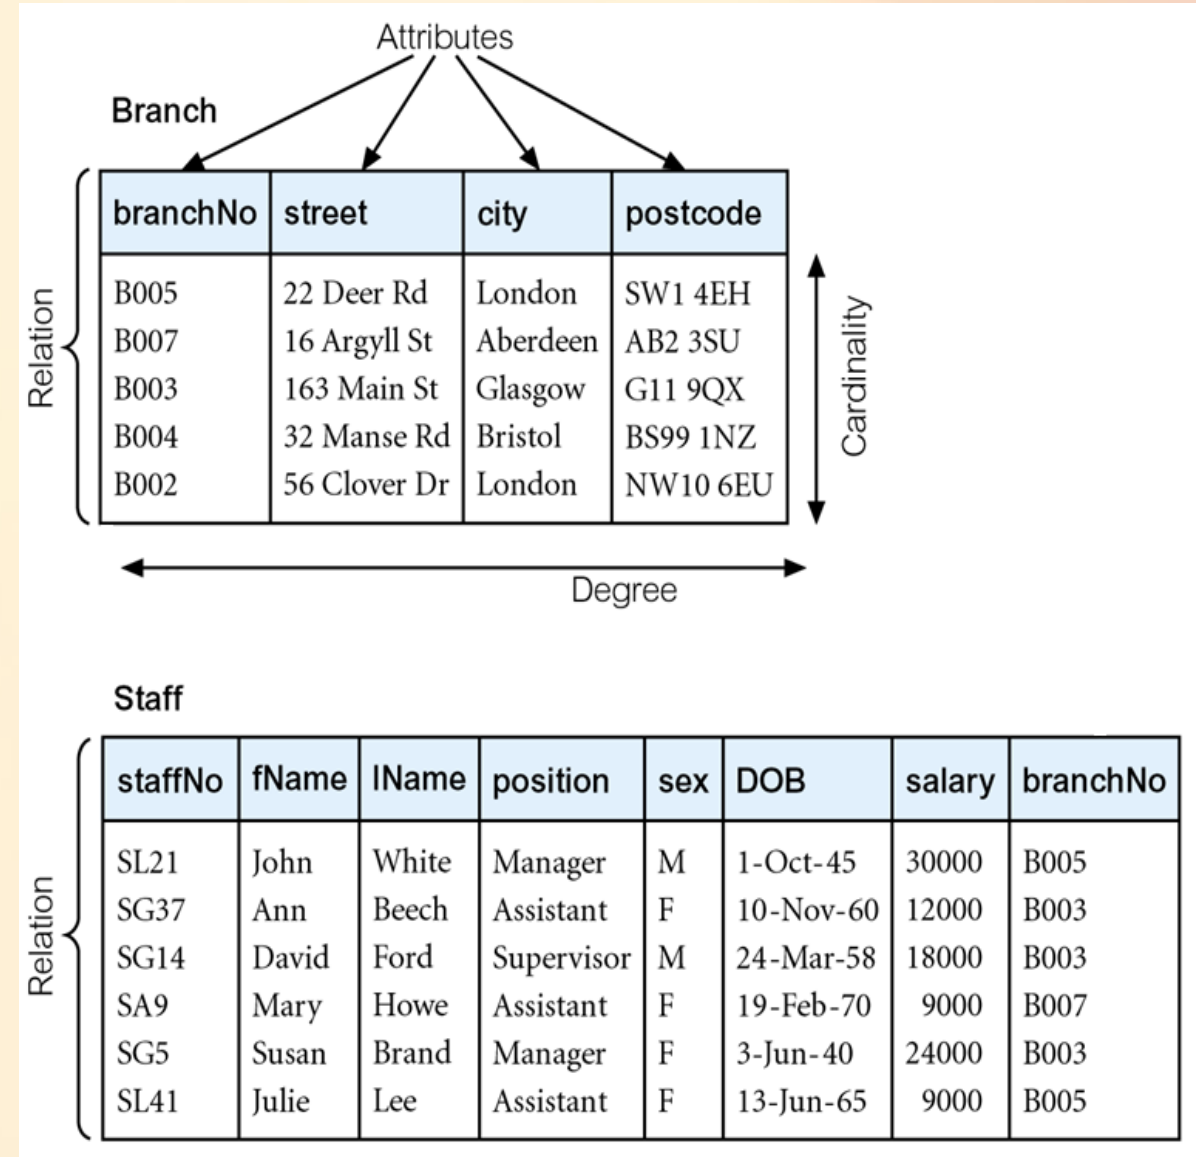 Attributes
Branch
branchNo street city postcode
B005 22 Deer Rd London SW1 4EH
B007 16 Argyll St Aberdeen AB2 3SU
B003 163 Main St Glasgow G11 9QX
B004 32 Manse Rd Bristol BS99 1NZ
B002 56 Clover Dr London NW10 6EU
Relation
Cardinality
Degree
Staff
staffNo fName lName position sex DOB salary branchNo
SL21 John White Manager M 1-Oct-45 30000 B005
SG37 Ann Beech Assistant F 10-Nov-60 12000 B003
SG14 David Ford Supervisor M 24-Mar-58 18000 B003
SA9 Mary Howe Assistant F 19-Feb-70 9000 B007
SG5 Susan Brand Manager F 3-Jun-40 24000 B003
SL41 Julie Lee Assistant F 13-Jun-65 9000 B005
Relation